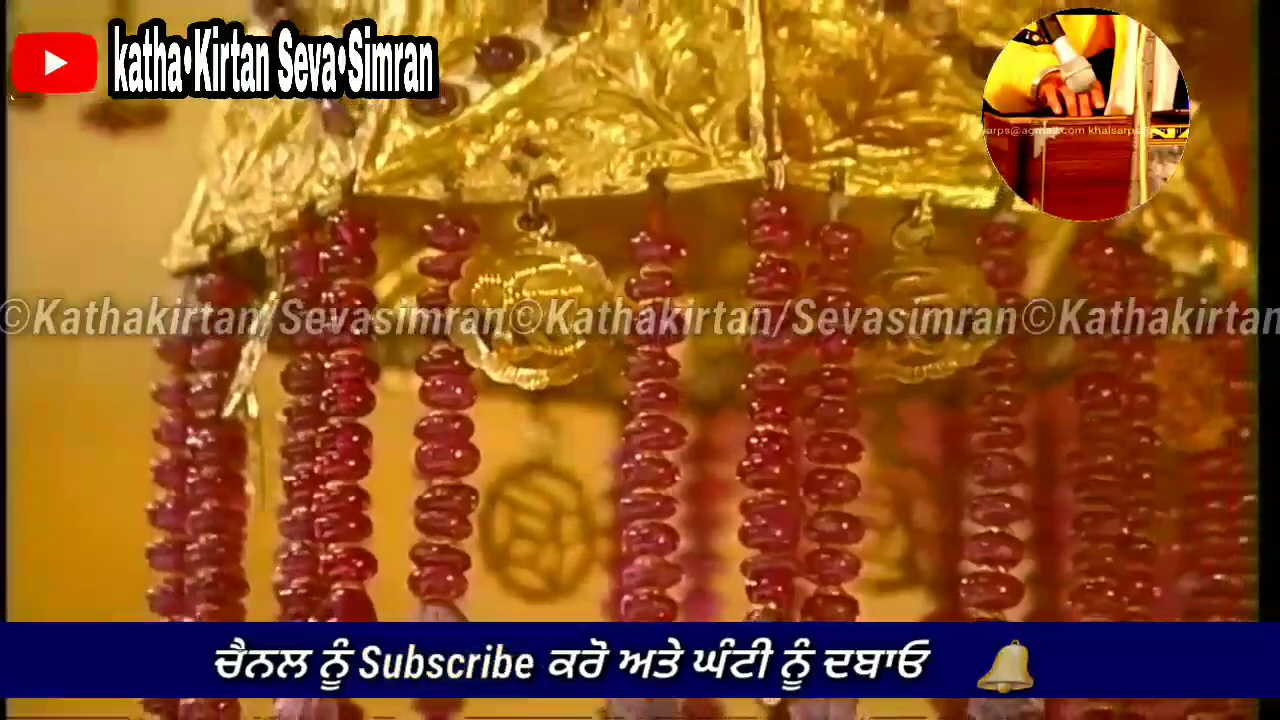 katha•Kirtan Seva•Simran
©Kathakirtan/Sevasimran©Kathakirtan/Sevasimran©Kathakirtan
ਚੈਨਲ ਨੂੰ Subscribe ਕਰੋ ਅਤੇ ਘੰਟੀ ਨੂੰ ਦਬਾਓ